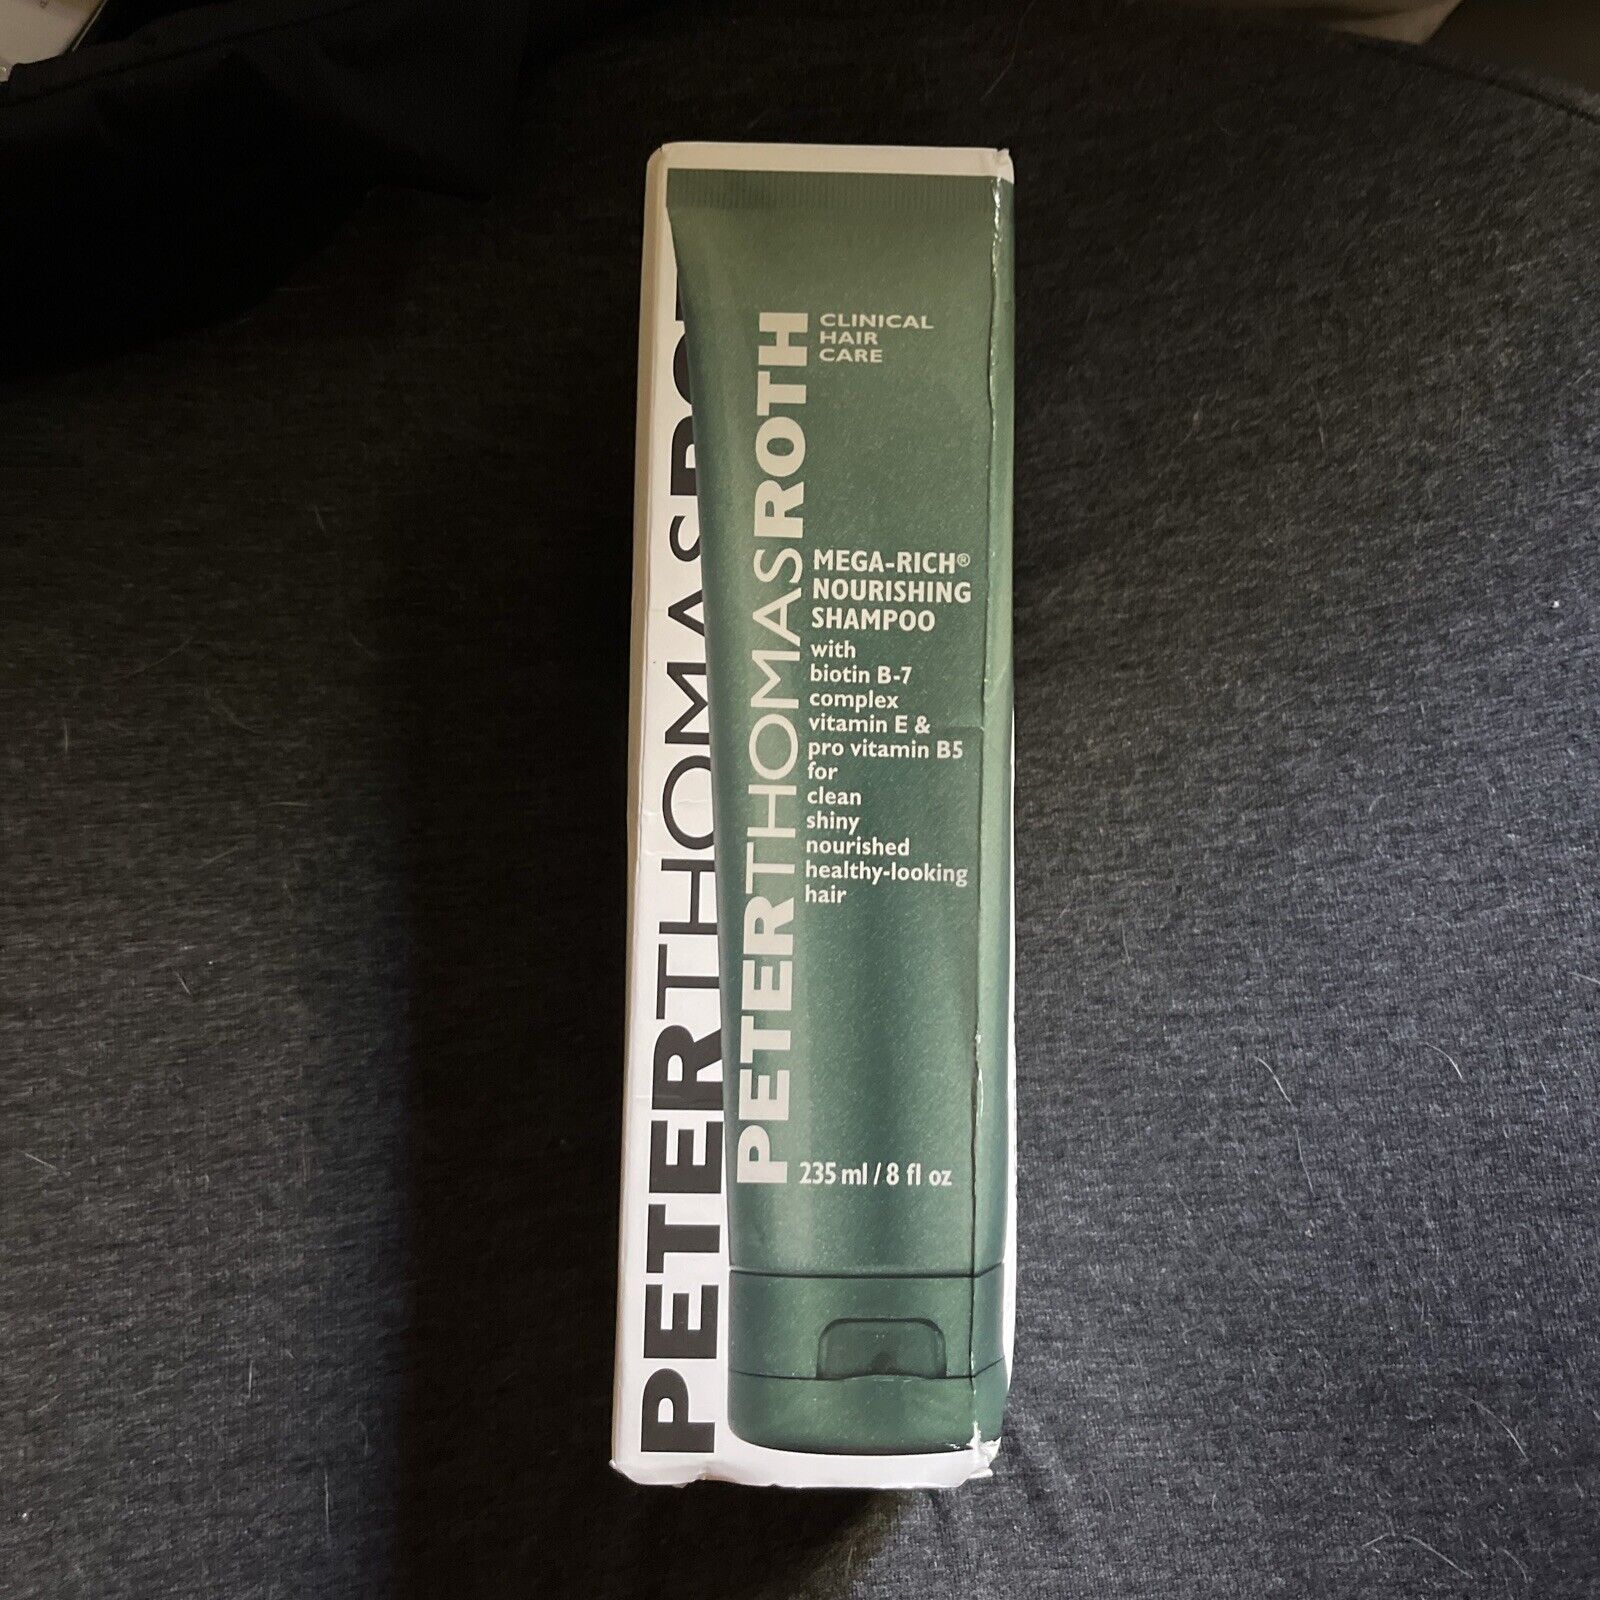 PETERTHOMASROTH
CLINICAL
HAIR
CARE
PETERTHOMASROTH
MEGA-RICH®
NOURISHING
SHAMPOO
with
biotin B-7
complex
vitamin E &
pro vitamin B5
for
clean
shiny
nourished
healthy-looking
hair
235 ml / 8 fl oz